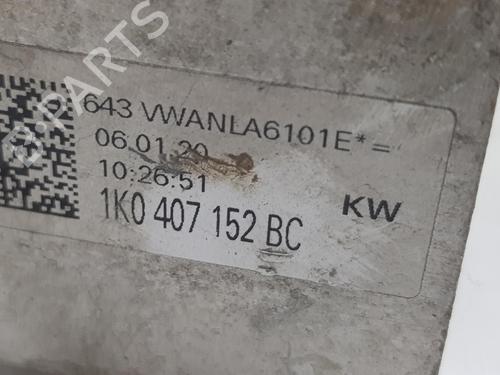 643 VWANLA6101E*=
06.01.20
10:26:51
1K0 407 152 BC
KW
B-PARTS